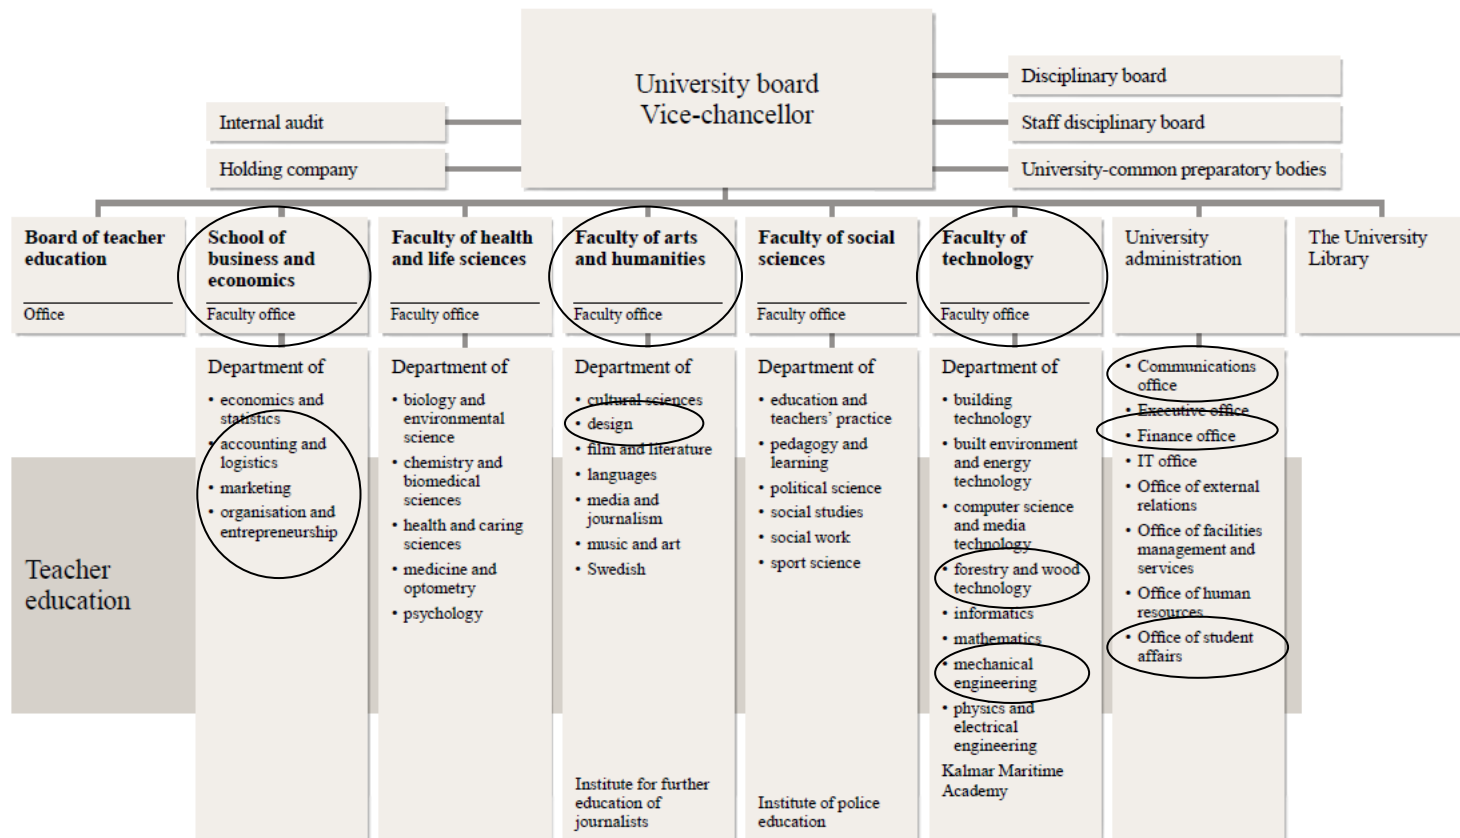 University board
Vice-chancellor
Internal audit
Holding company
Disciplinary board
Staff disciplinary board
University-common preparatory bodies
Board of teacher
education
Office
School of
business and
economics
Faculty office
Faculty of health
and life sciences
Faculty office
Faculty of arts
and humanities
Faculty office
Faculty of social
sciences
Faculty office
Faculty of
technology
Faculty office
University
administration
The University
Library
Teacher
education
Department of
• economics and
statistics
• accounting and
logistics
• marketing
• organisation and
entrepreneurship
Department of
• biology and
environmental
science
• chemistry and
biomedical
sciences
• health and caring
sciences
• medicine and
optometry
• psychology
Department of
• cultural sciences
• design
• film and literature
• languages
• media and
journalism
• music and art
• Swedish
Institute for further
education of
journalists
Department of
• education and
teachers’ practice
• pedagogy and
learning
• political science
• social studies
• social work
• sport science
Institute of police
education
Department of
• building
technology
• built environment
and energy
technology
• computer science
and media
technology
• forestry and wood
technology
• informatics
• mathematics
• mechanical
engineering
• physics and
electrical
engineering
Kalmar Maritime
Academy
• Communications
office
• Executive office
• Finance office
• IT office
• Office of external
relations
• Office of facilities
management and
services
• Office of human
resources
• Office of student
affairs